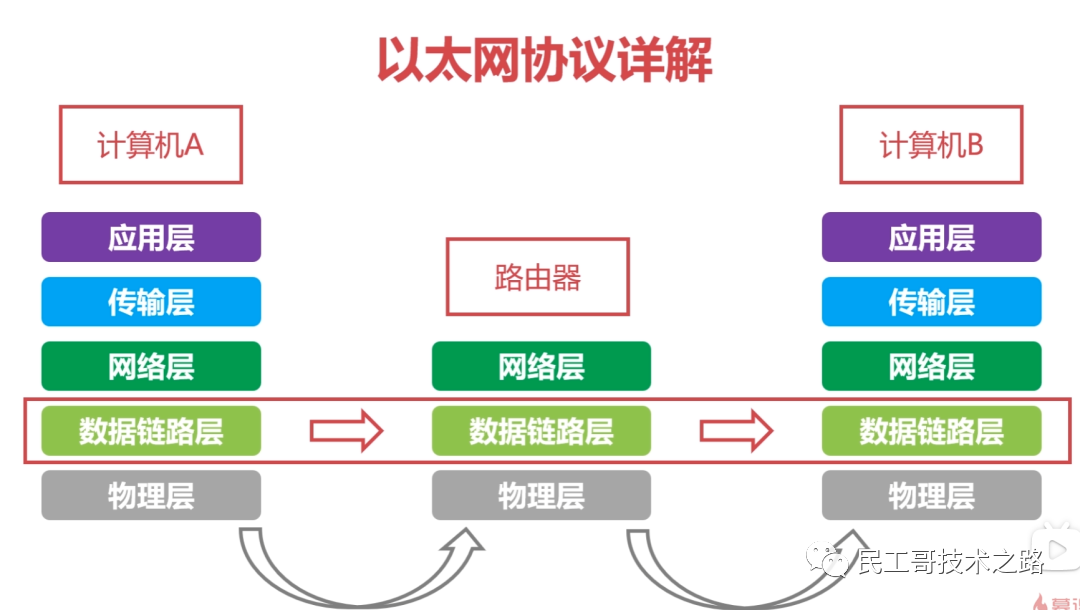 以太网协议详解
计算机A
计算机B
应用层
应用层
路由器
传输层
传输层
网络层
网络层
网络层
数据链路层
数据链路层
数据链路层
物理层
物理层
物理层
民工哥技术之路